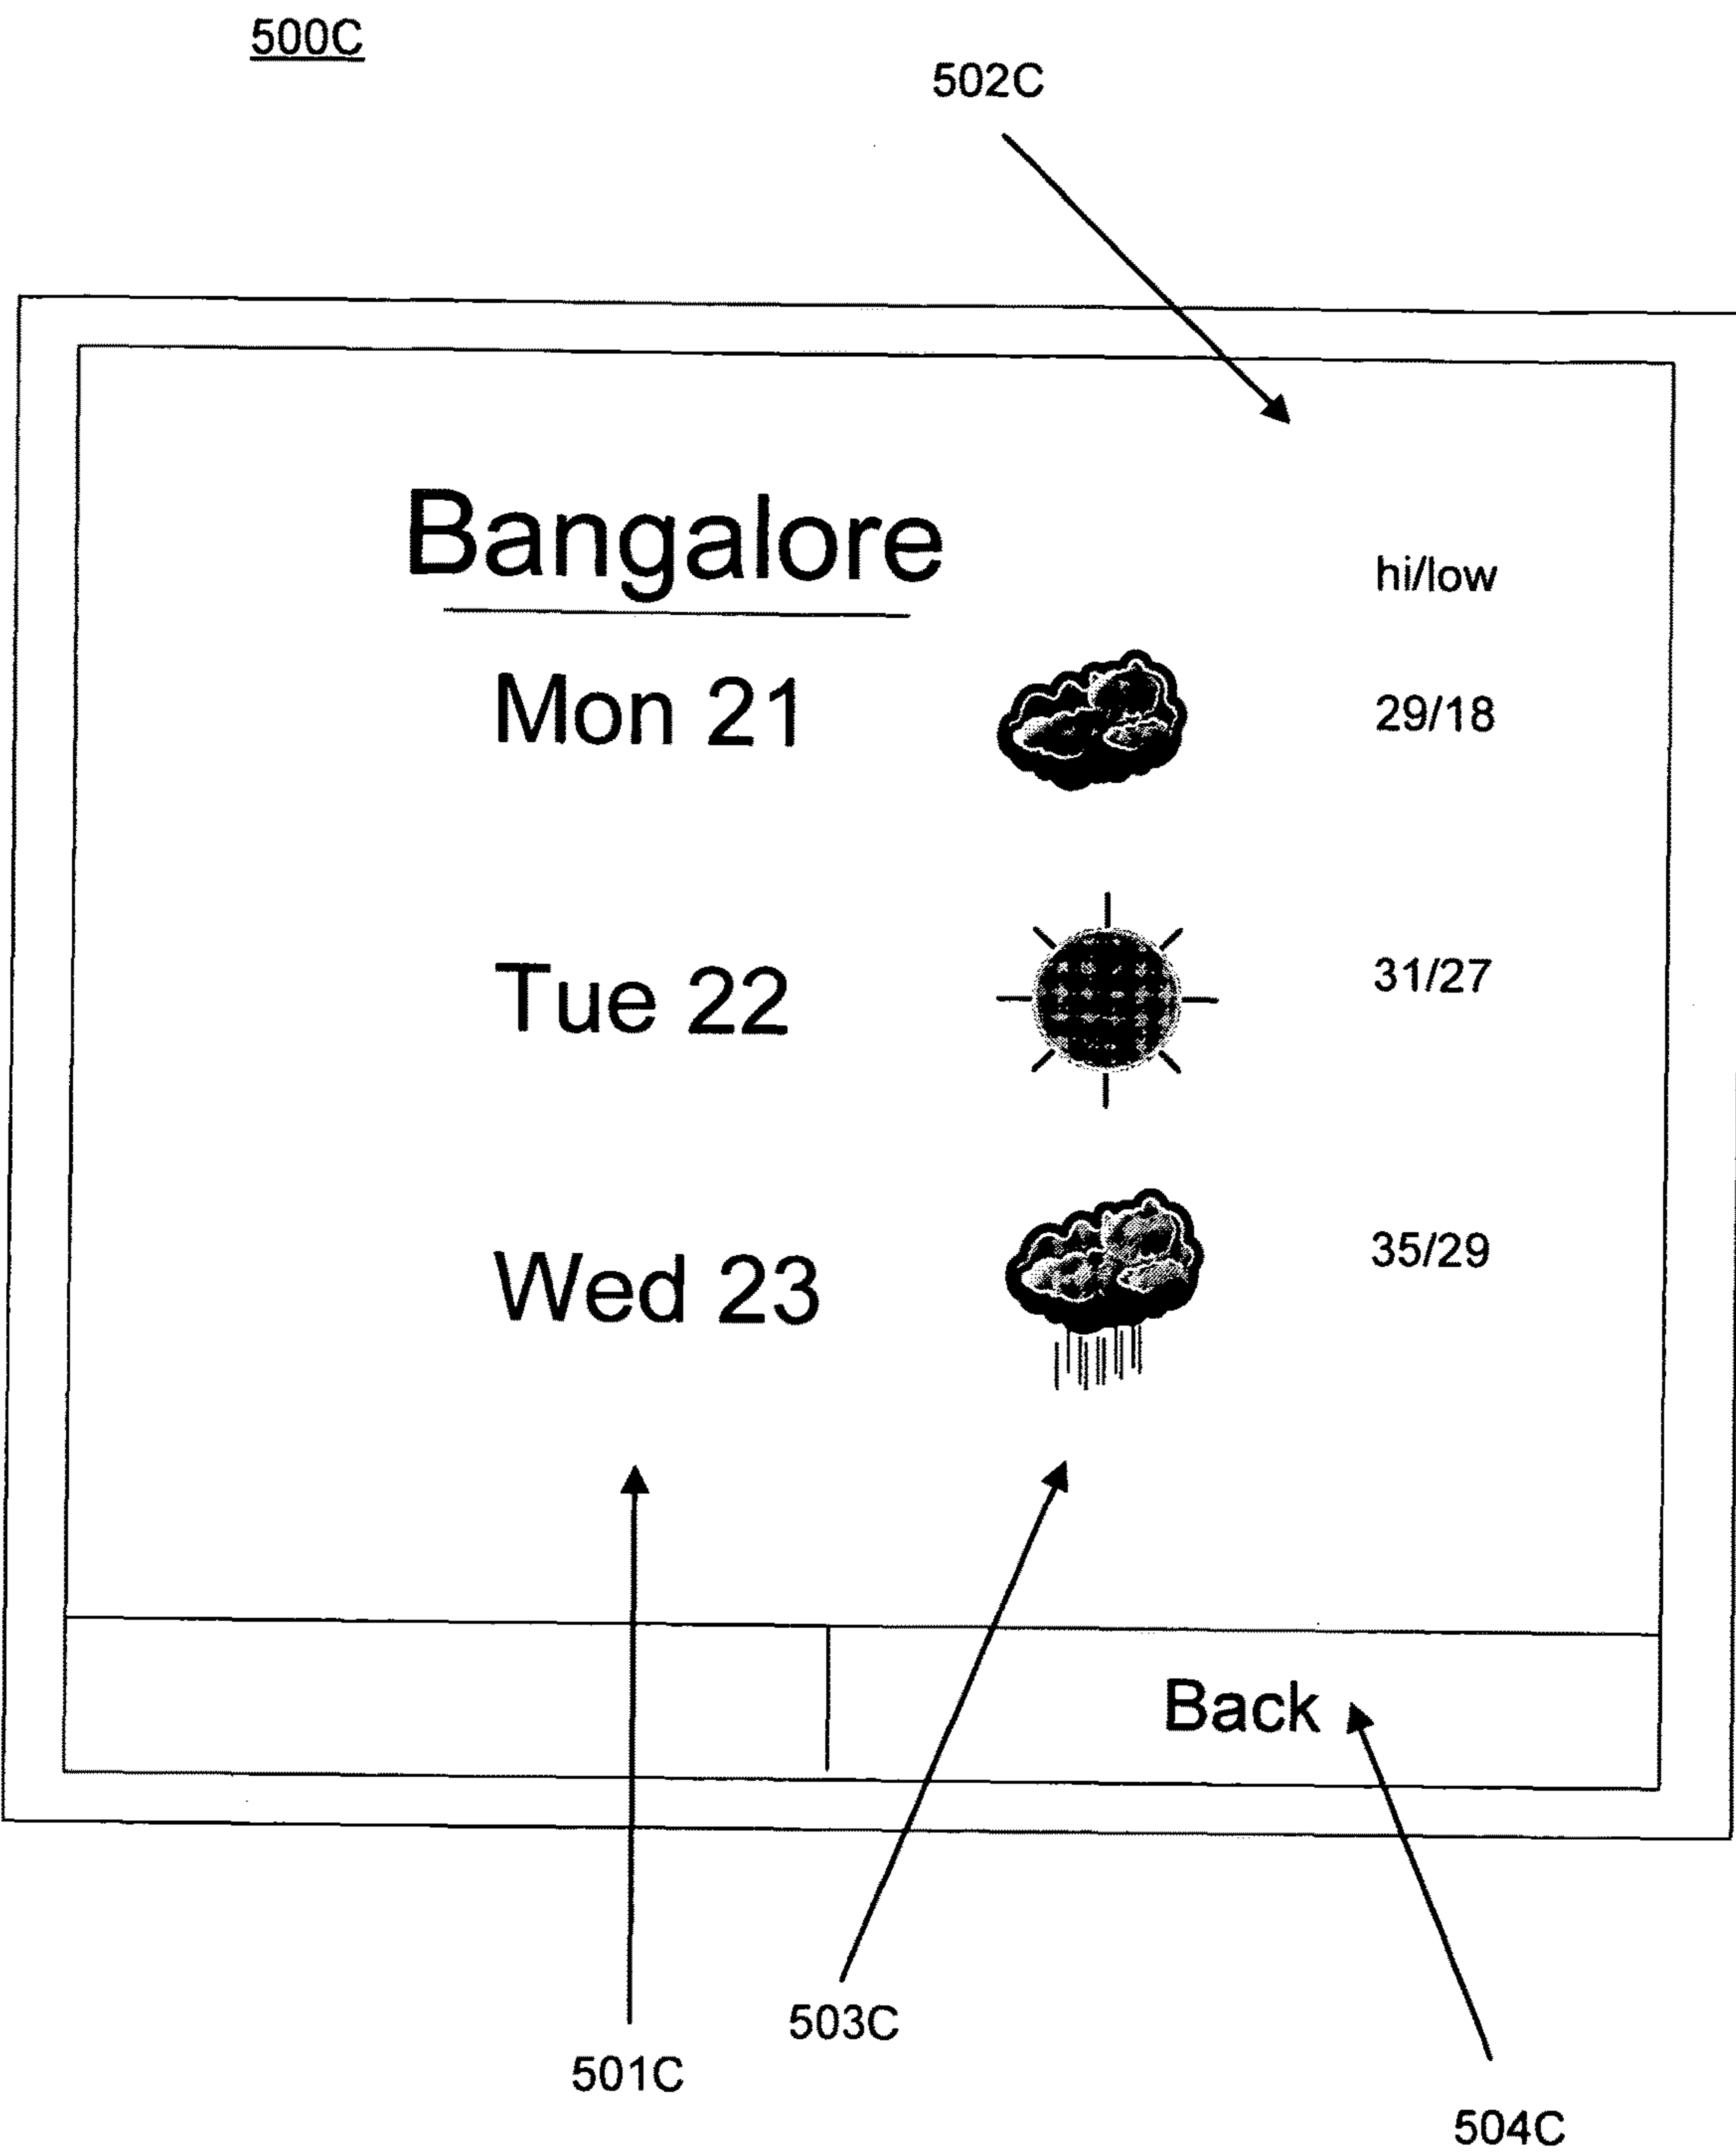 500C
502C
Bangalore
hi/low
Mon 21
29/18
Tue 22
31/27
Wed 23
35/29
Back
503C
501C
504C